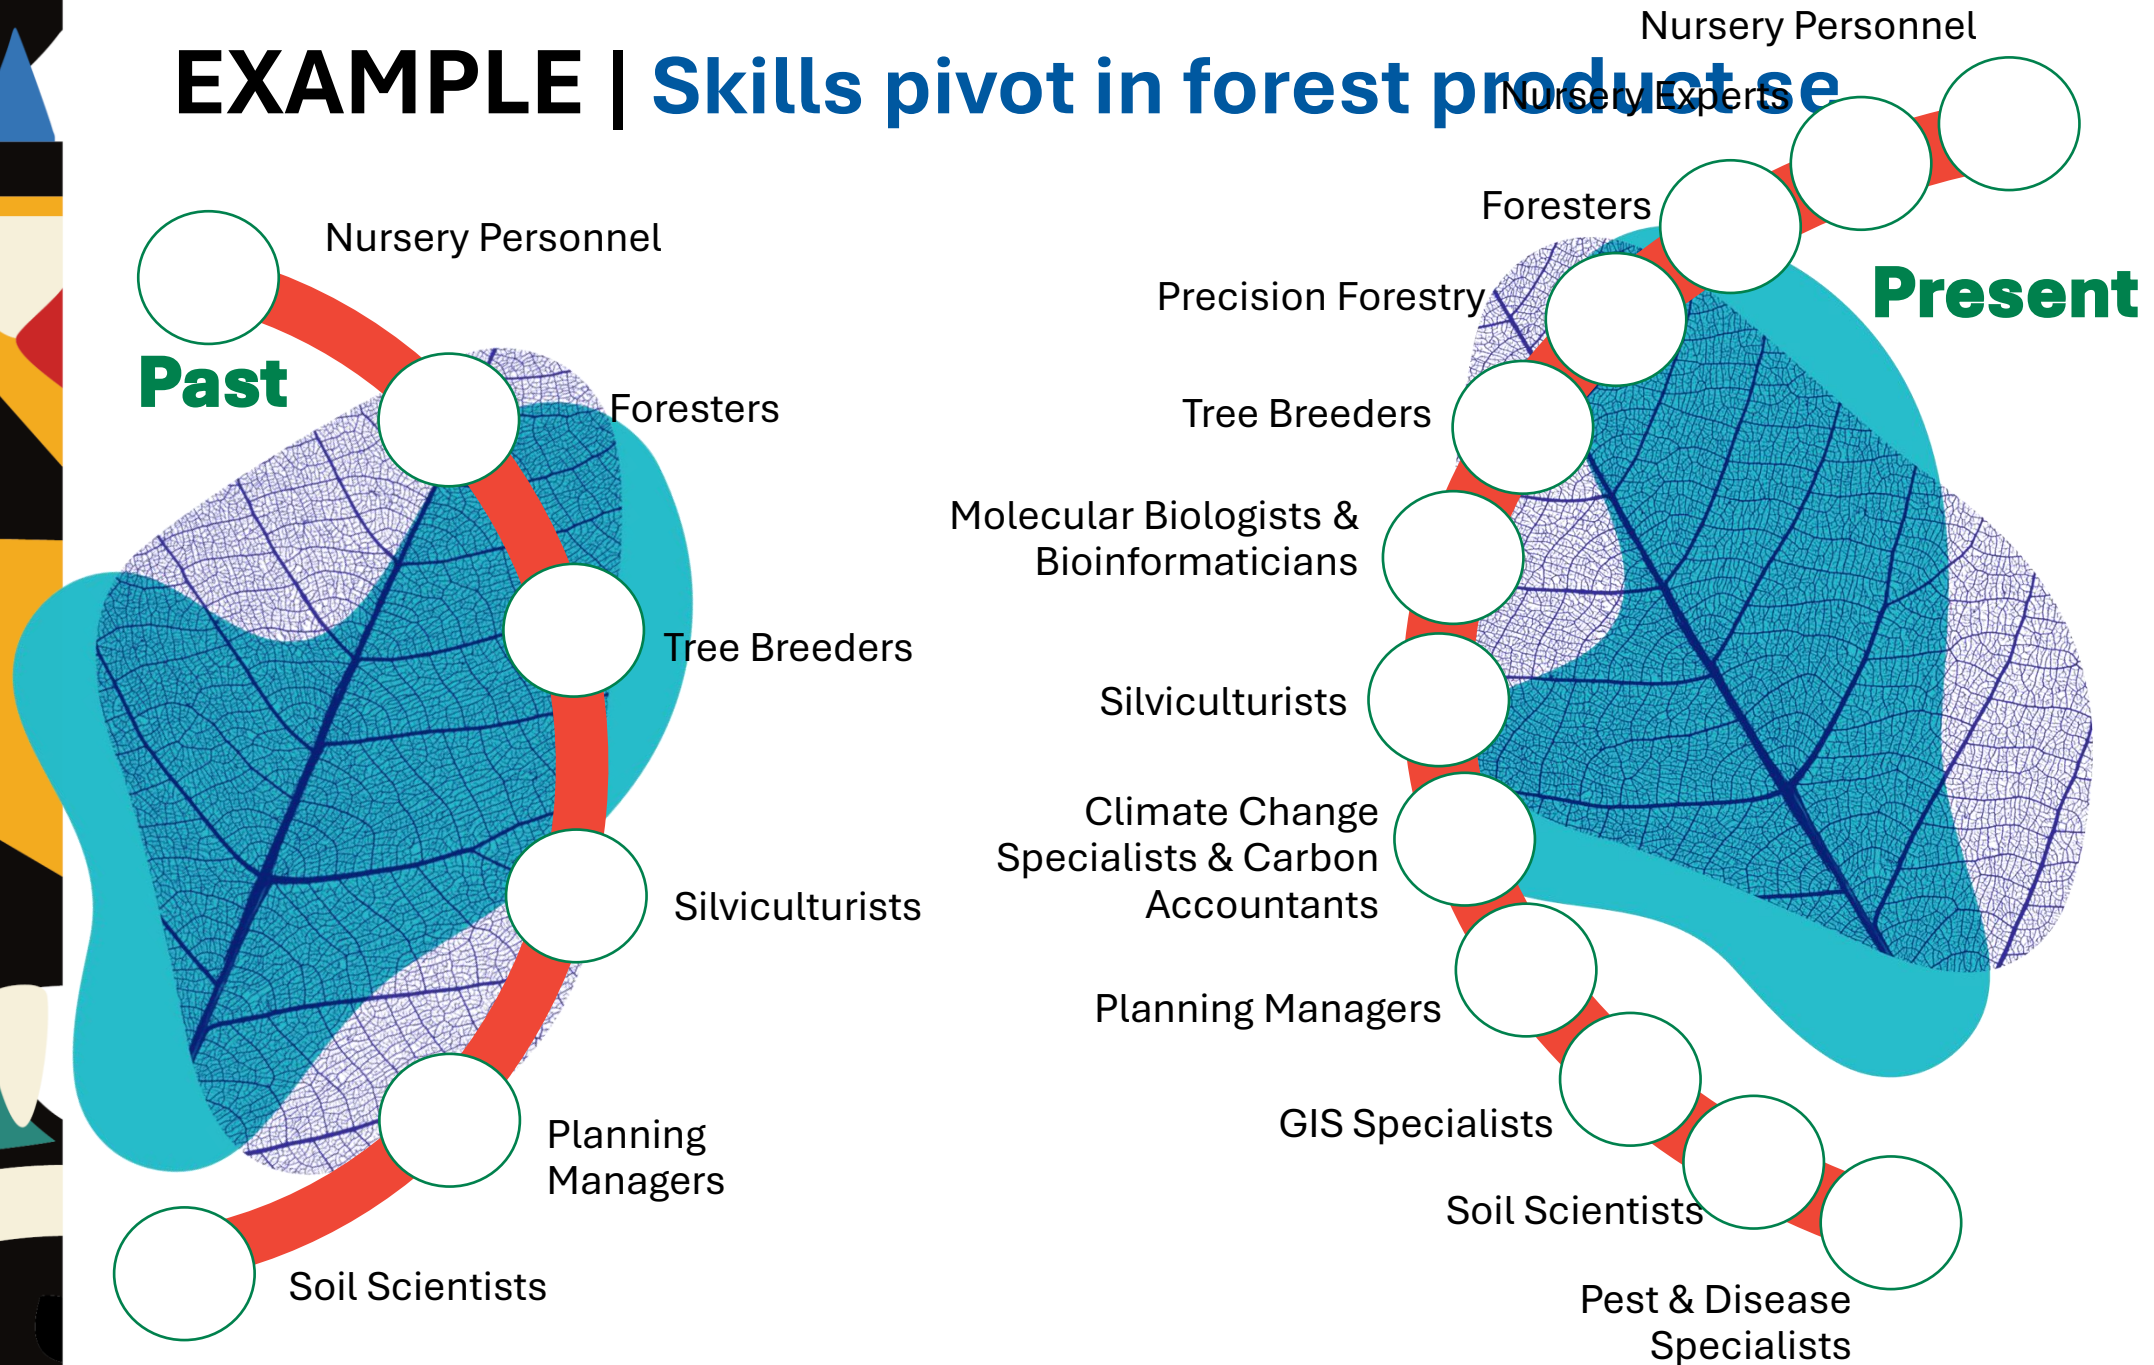 EXAMPLE | Skills pivot in forest product se
Past
Nursery Personnel
Foresters
Tree Breeders
Silviculturists
Planning
Managers
Soil Scientists
Present
Nursery Personnel
Nursery Experts
Foresters
Precision Forestry
Tree Breeders
Molecular Biologists &
Bioinformaticians
Silviculturists
Climate Change
Specialists & Carbon
Accountants
Planning Managers
GIS Specialists
Soil Scientists
Pest & Disease
Specialists